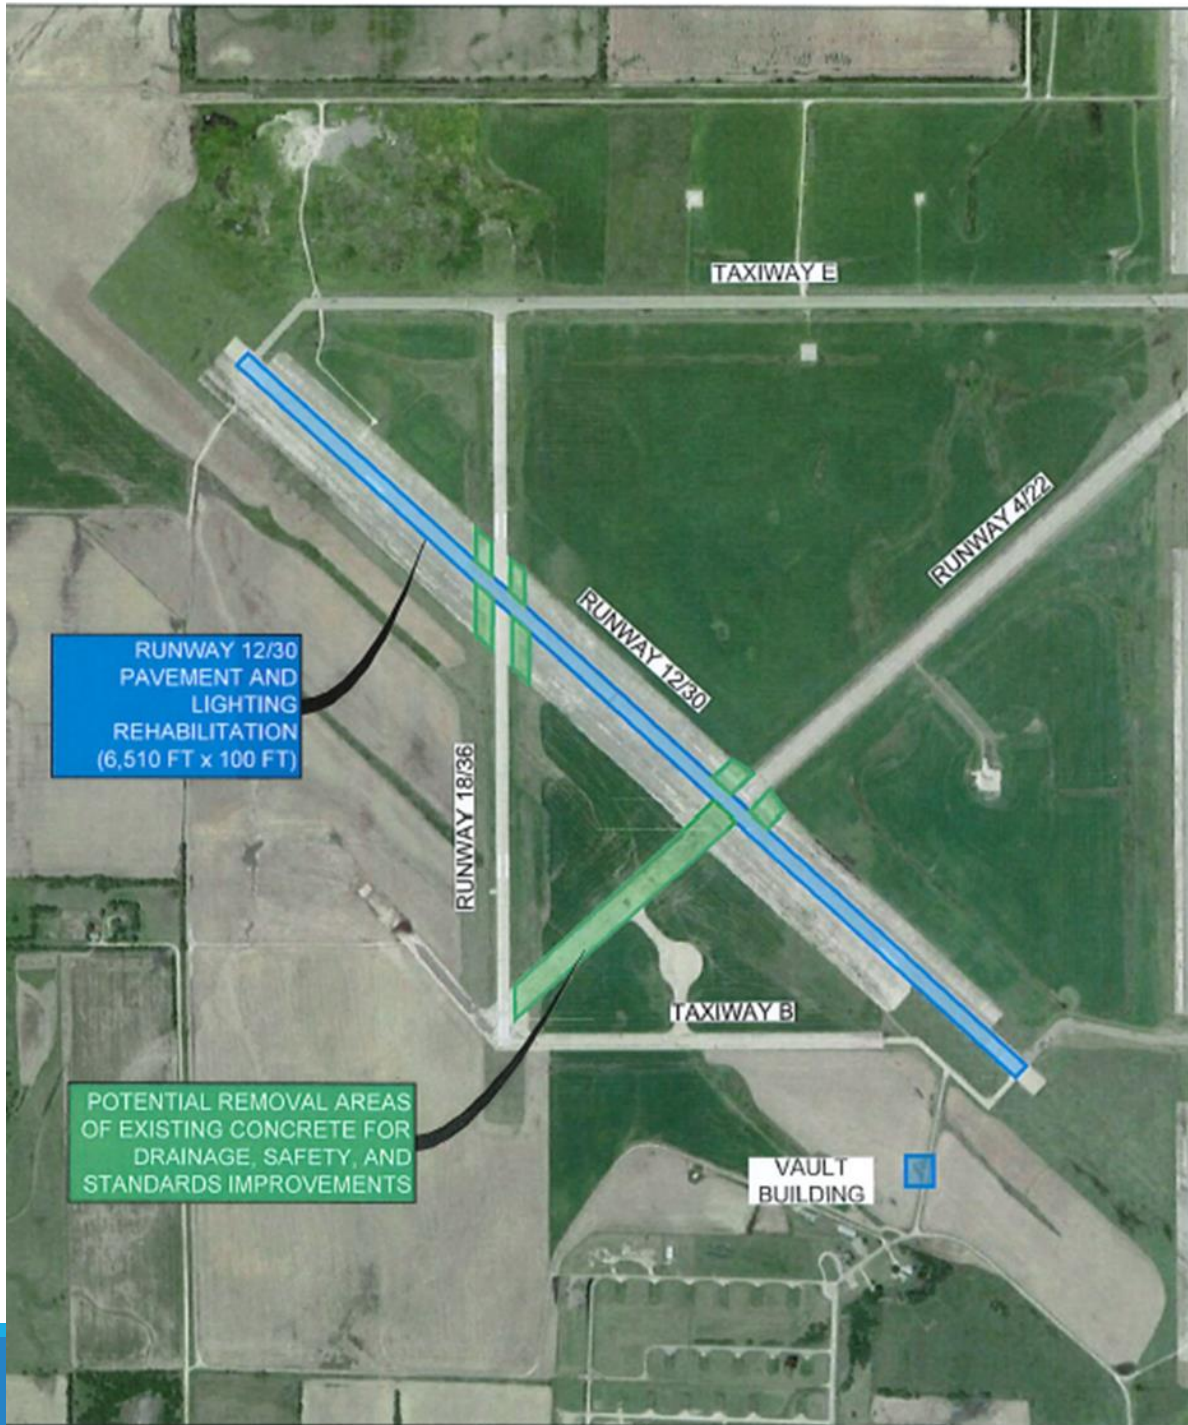 TAXIWAY E
RUNWAY 4/22
RUNWAY 12/30
RUNWAY 12/30
PAVEMENT AND
LIGHTING
REHABILITATION
(6,510 FT x 100 FT)
RUNWAY 18/36
TAXIWAY B
POTENTIAL REMOVAL AREAS
OF EXISTING CONCRETE FOR
DRAINAGE, SAFETY, AND
STANDARDS IMPROVEMENTS
VAULT
BUILDING